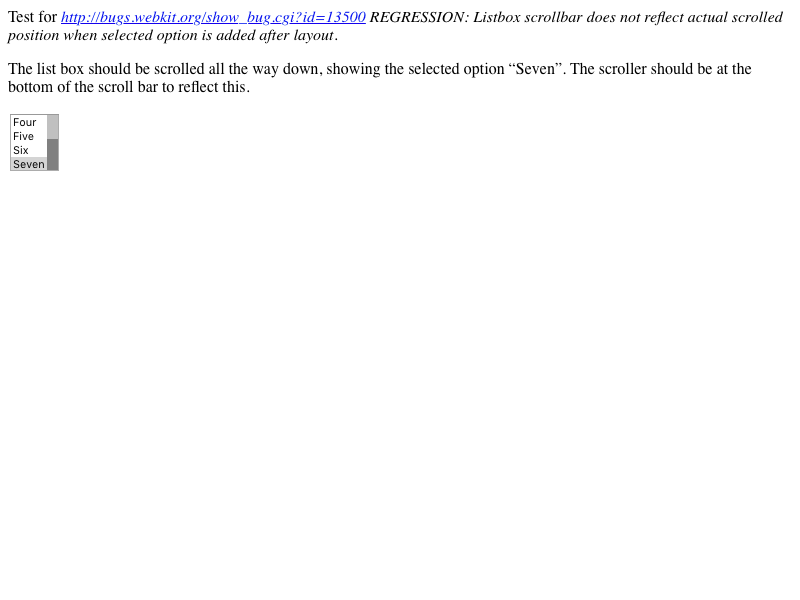 Test for http://bugs.webkit.org/show_bug.cgi?id=13500 REGRESSION: Listbox scrollbar does not reflect actual scrolled
position when selected option is added after layout.
The list box should be scrolled all the way down, showing the selected option “Seven”. The scroller should be at the
bottom of the scroll bar to reflect this.
Four
Five
Six
Seven